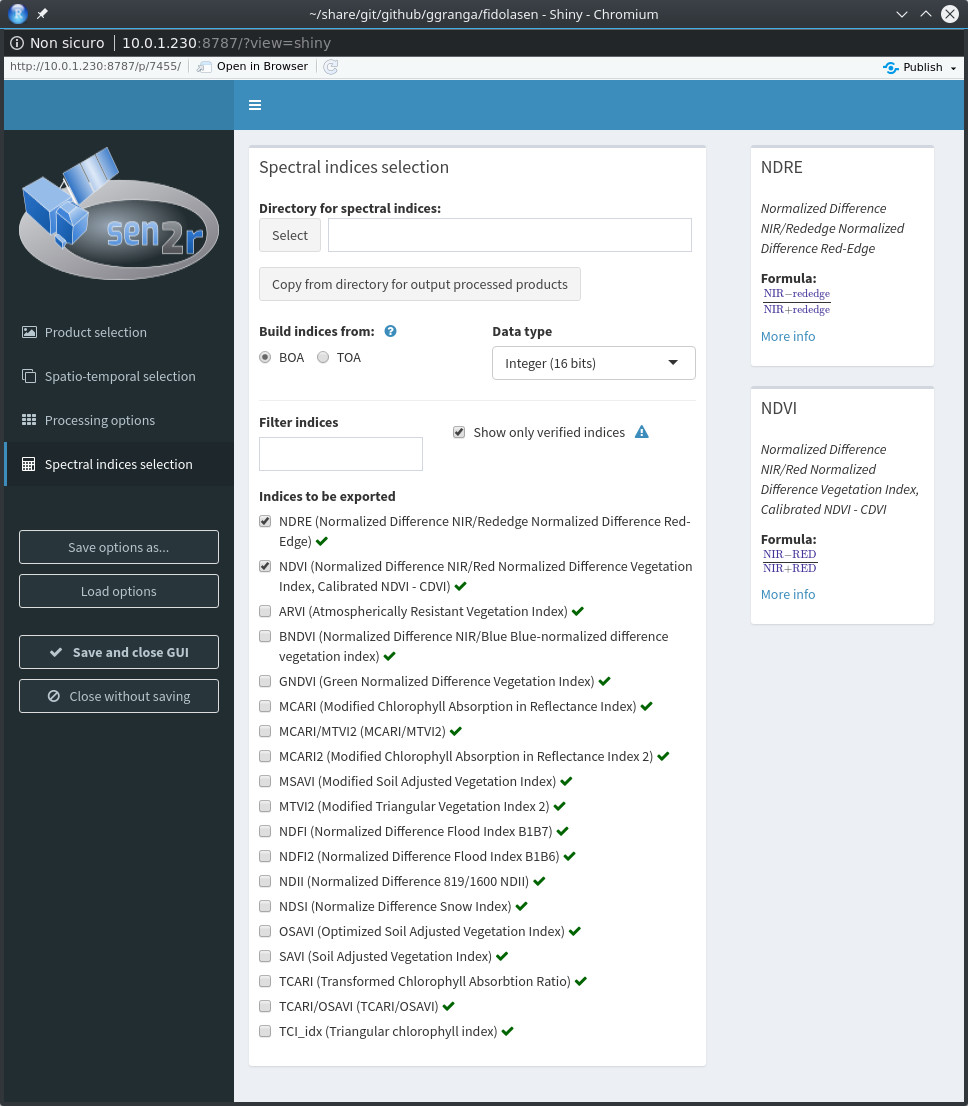 ~/share/git/github/ggranga/fidolasen - Shiny - Chromium
Non sicuro | 10.0.1.230:8787/?view=shiny
http://10.0.1.230:8787/p/7455/ Open in Browser Publish
sen2r
Product selection
Spatio-temporal selection
Processing options
Spectral indices selection
Save options as...
Load options
Save and close GUI
Close without saving
Spectral indices selection
Directory for spectral indices:
Select
Copy from directory for output processed products
Build indices from: ?
BOA TOA
Data type
Integer (16 bits)
Filter indices
Show only verified indices
Indices to be exported
NDRE (Normalized Difference NIR/Rededge Normalized Difference Red-
Edge)
NDVI (Normalized Difference NIR/Red Normalized Difference Vegetation
Index, Calibrated NDVI - CDVI)
ARVI (Atmospherically Resistant Vegetation Index)
BNDVI (Normalized Difference NIR/Blue Blue-normalized difference
vegetation index)
GNDVI (Green Normalized Difference Vegetation Index)
MCARI (Modified Chlorophyll Absorption in Reflectance Index)
MCARI/MTVI2 (MCARI/MTVI2)
MCARI2 (Modified Chlorophyll Absorption in Reflectance Index 2)
MSAVI (Modified Soil Adjusted Vegetation Index)
MTVI2 (Modified Triangular Vegetation Index 2)
NDFI (Normalized Difference Flood Index B1B7)
NDFI2 (Normalized Difference Flood Index B1B6)
NDII (Normalized Difference 819/1600 NDII)
NDSI (Normalize Difference Snow Index)
OSAVI (Optimized Soil Adjusted Vegetation Index)
SAVI (Soil Adjusted Vegetation Index)
TCARI (Transformed Chlorophyll Absorbtion Ratio)
TCARI/OSAVI (TCARI/OSAVI)
TCI_idx (Triangular chlorophyll index)
NDRE
Normalized Difference
NIR/Rededge Normalized
Difference Red-Edge
Formula:
NIR−rededge
NIR+rededge
More info
NDVI
Normalized Difference
NIR/Red Normalized
Difference Vegetation Index,
Calibrated NDVI - CDVI
Formula:
NIR−RED
NIR+RED
More info